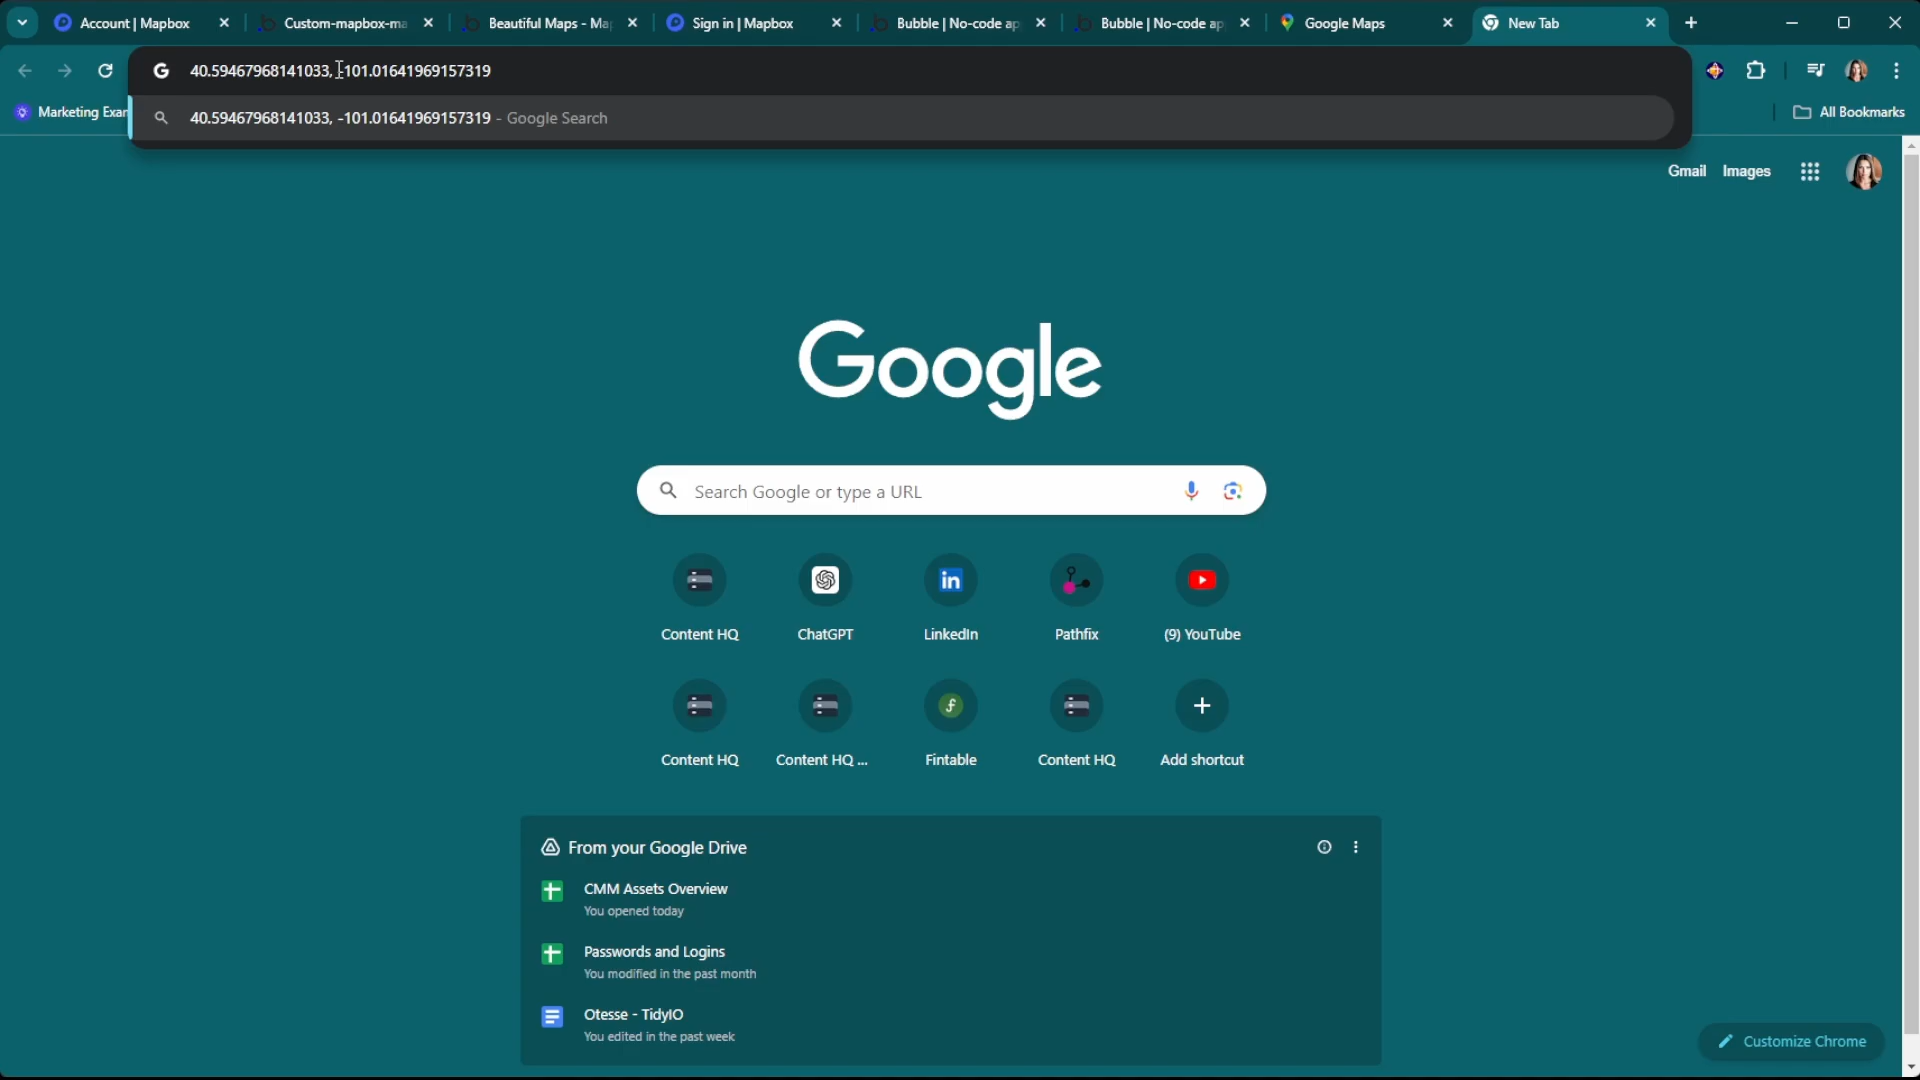 Account | Mapbox
Custom-mapbox-ma
Beautiful Maps - Ma
Sign in | Mapbox
Bubble | No-code ap
Bubble | No-code ap
Google Maps
New Tab
40.59467968141033, -101.01641969157319
40.59467968141033, -101.01641969157319 - Google Search
Marketing Exam
All Bookmarks
Gmail
Images
Google
Search Google or type a URL
Content HQ
ChatGPT
LinkedIn
Pathfix
(9) YouTube
Content HQ
Content HQ ...
Fintable
Content HQ
Add shortcut
From your Google Drive
CMM Assets Overview
You opened today
Passwords and Logins
You modified in the past month
Otesse - TidyIO
You edited in the past week
Customize Chrome